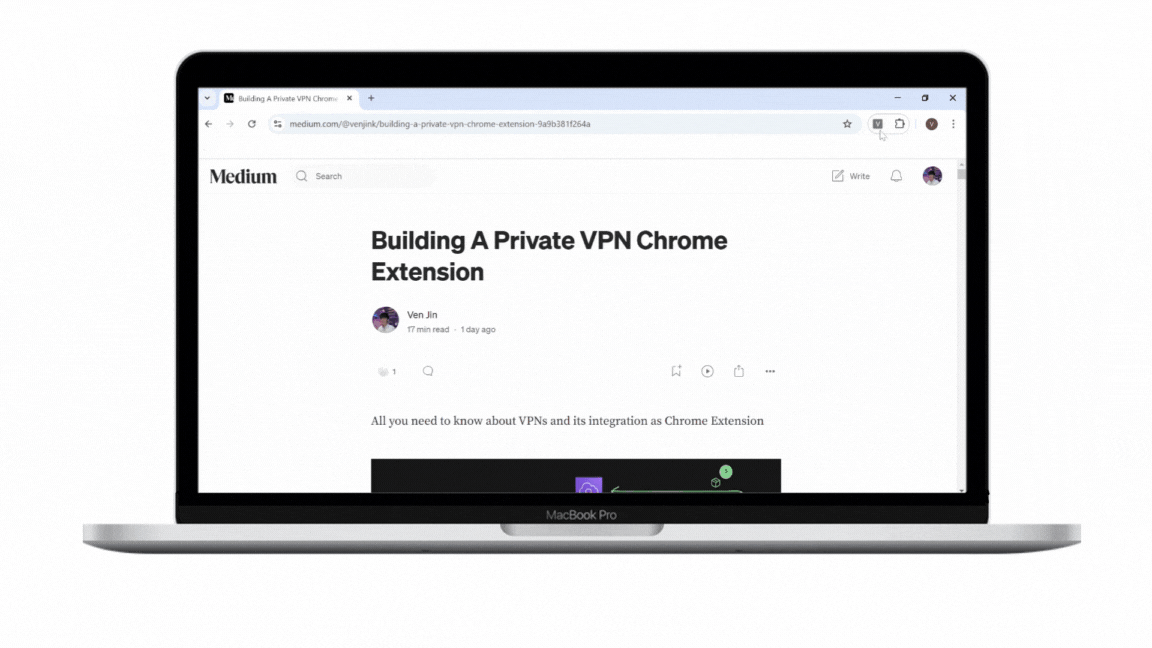 Building A Private VPN Chrome
medium.com/@venjink/building-a-private-vpn-chrome-extension-9a9b381f264a
V
V
Medium
Search
Write
Building A Private VPN Chrome
Extension
Ven Jin
17 min read · 1 day ago
1
All you need to know about VPNs and its integration as Chrome Extension
MacBook Pro